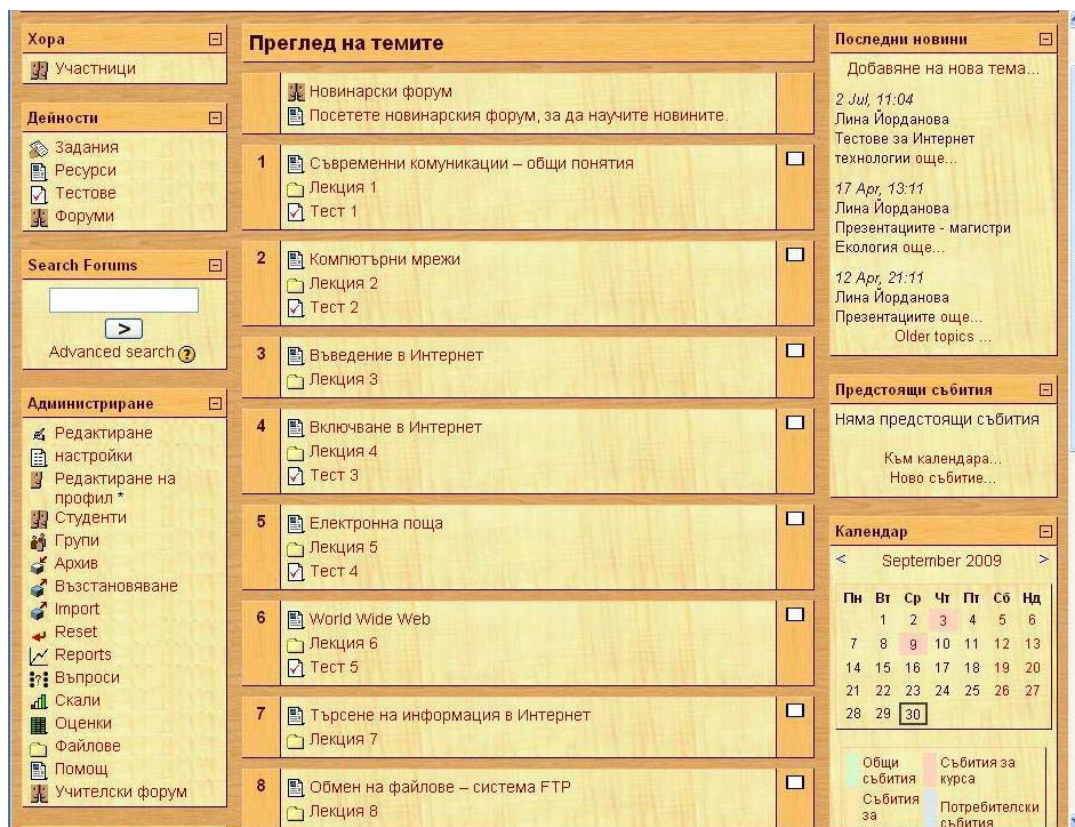 Хора
Участници
Дейности
Задания
Ресурси
Тестове
Форуми
Search Forums
>
Advanced search ?
Администриране
Редактиране
настройки
Редактиране на
профил *
Студенти
Групи
Архив
Възстановяване
Import
Reset
Reports
Въпроси
Скали
Оценки
Файлове
Помощ
Учителски форум
Преглед на темите
Новинарски форум
Посетете новинарския форум, за да научите новините.
1 Съвременни комуникации – общи понятия
Лекция 1
Тест 1
2 Компютърни мрежи
Лекция 2
Тест 2
3 Въведение в Интернет
Лекция 3
4 Включване в Интернет
Лекция 4
Тест 3
5 Електронна поща
Лекция 5
Тест 4
6 World Wide Web
Лекция 6
Тест 5
7 Търсене на информация в Интернет
Лекция 7
8 Обмен на файлове – система FTP
Лекция 8
Последни новини
Добавяне на нова тема...
2 Jul, 11:04
Лина Йорданова
Тестове за Интернет
технологии още...
17 Apr, 13:11
Лина Йорданова
Презентациите - магистри
Екология още...
12 Apr, 21:11
Лина Йорданова
Презентациите още...
Older topics ...
Предстоящи събития
Няма предстоящи събития
Към календара...
Ново събитие...
Календар
< September 2009 >
Пн Вт Ср Чт Пт Сб Нд
1 2 3 4 5 6
7 8 9 10 11 12 13
14 15 16 17 18 19 20
21 22 23 24 25 26 27
28 29 30
Общи
събития
Събития за
курса
Събития
за
Потребителски
събития